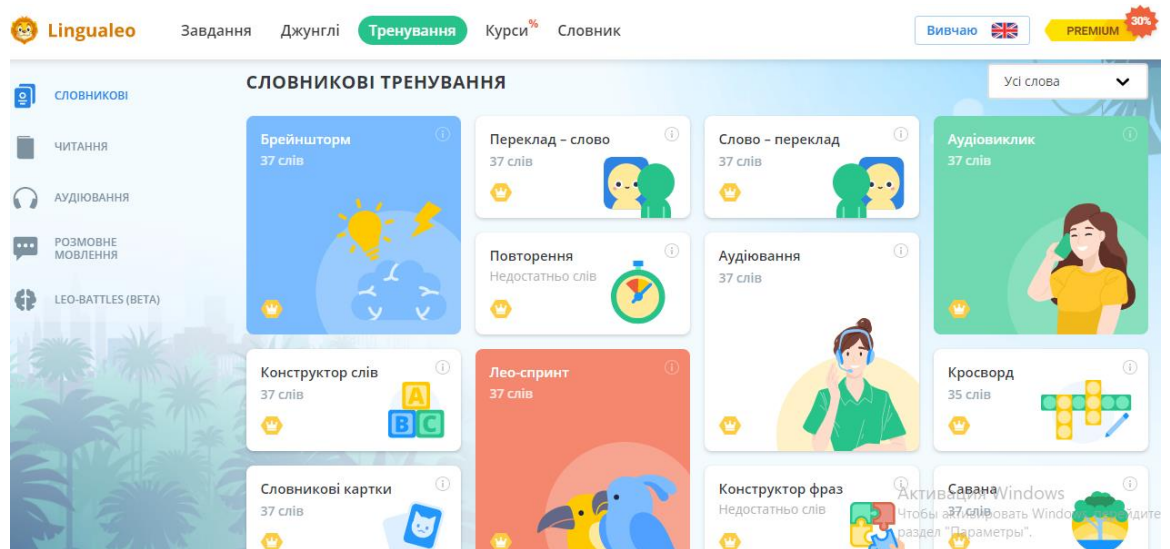 Lingualeo
Завдання
Джунглі
Тренування
Курси%
Словник
Вивчаю
PREMIUM
30%
СЛОВНИКОВІ
ЧИТАННЯ
АУДІЮВАННЯ
РОЗМОВНЕ
МОВЛЕННЯ
LEO-BATTLES (BETA)
СЛОВНИКОВІ ТРЕНУВАННЯ
Усі слова
Брейншторм
37 слів
Переклад – слово
37 слів
Слово – переклад
37 слів
Аудіовиклик
37 слів
Повторення
Недостатньо слів
Аудіювання
37 слів
Конструктор слів
37 слів
A
B
C
Лео-спринт
37 слів
Кросворд
35 слів
Словникові картки
37 слів
Конструктор фраз
Недостатньо слів
Савана
37 слів
Активация Windows
Чтобы активировать Windows,
раздел "Параметры".